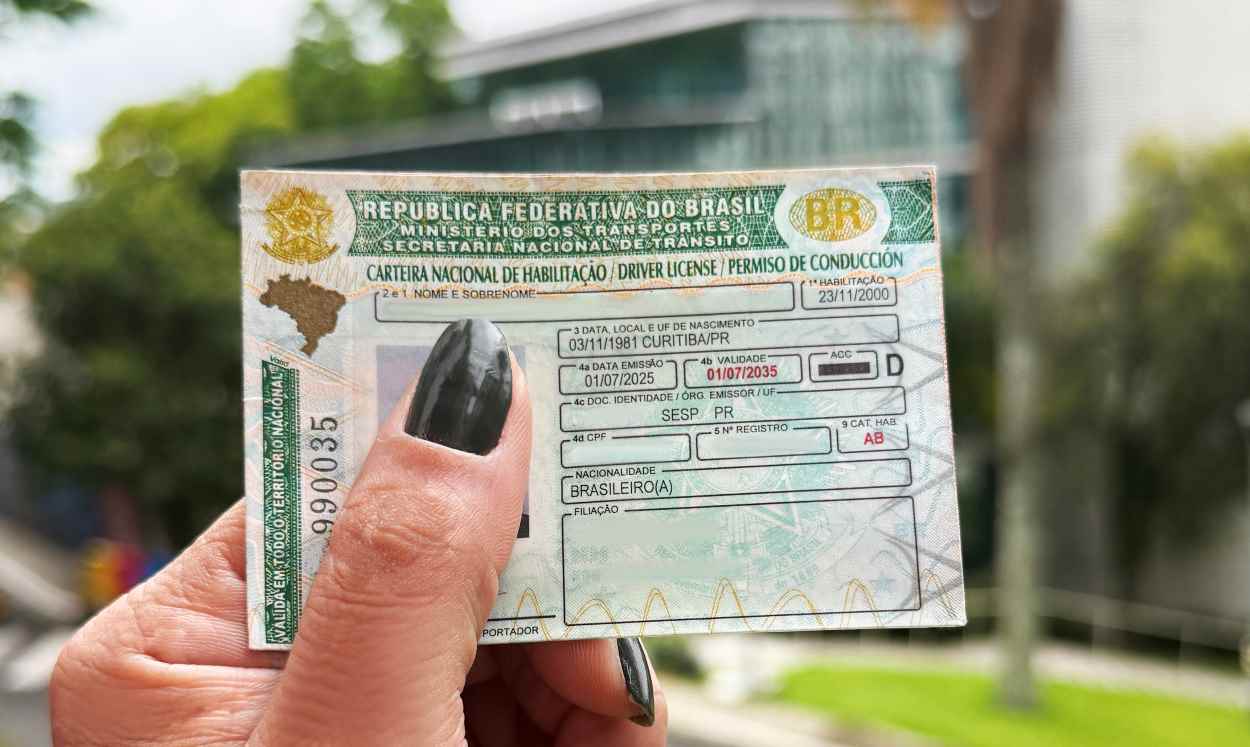 REPÚBLICA FEDERATIVA DO BRASIL
MINISTÉRIO DOS TRANSPORTES
SECRETARIA NACIONAL DE TRÂNSITO
BR
CARTEIRA NACIONAL DE HABILITAÇÃO / DRIVER LICENSE / PERMISO DE CONDUCCIÓN
2 e 1 NOME E SOBRENOME
1ª HABILITAÇÃO
23/11/2000
3 DATA, LOCAL E UF DE NASCIMENTO
03/11/1981 CURITIBA/PR
4a DATA EMISSÃO
01/07/2025
4b VALIDADE
01/07/2035
ACC
D
4c DOC. IDENTIDADE / ÓRG. EMISSOR / UF
SESP PR
4d CPF
5 Nº REGISTRO
9 CAT. HAB.
AB
NACIONALIDADE
BRASILEIRO(A)
FILIAÇÃO
PORTADOR
VÁLIDA EM TODO O TERRITÓRIO NACIONAL
990035